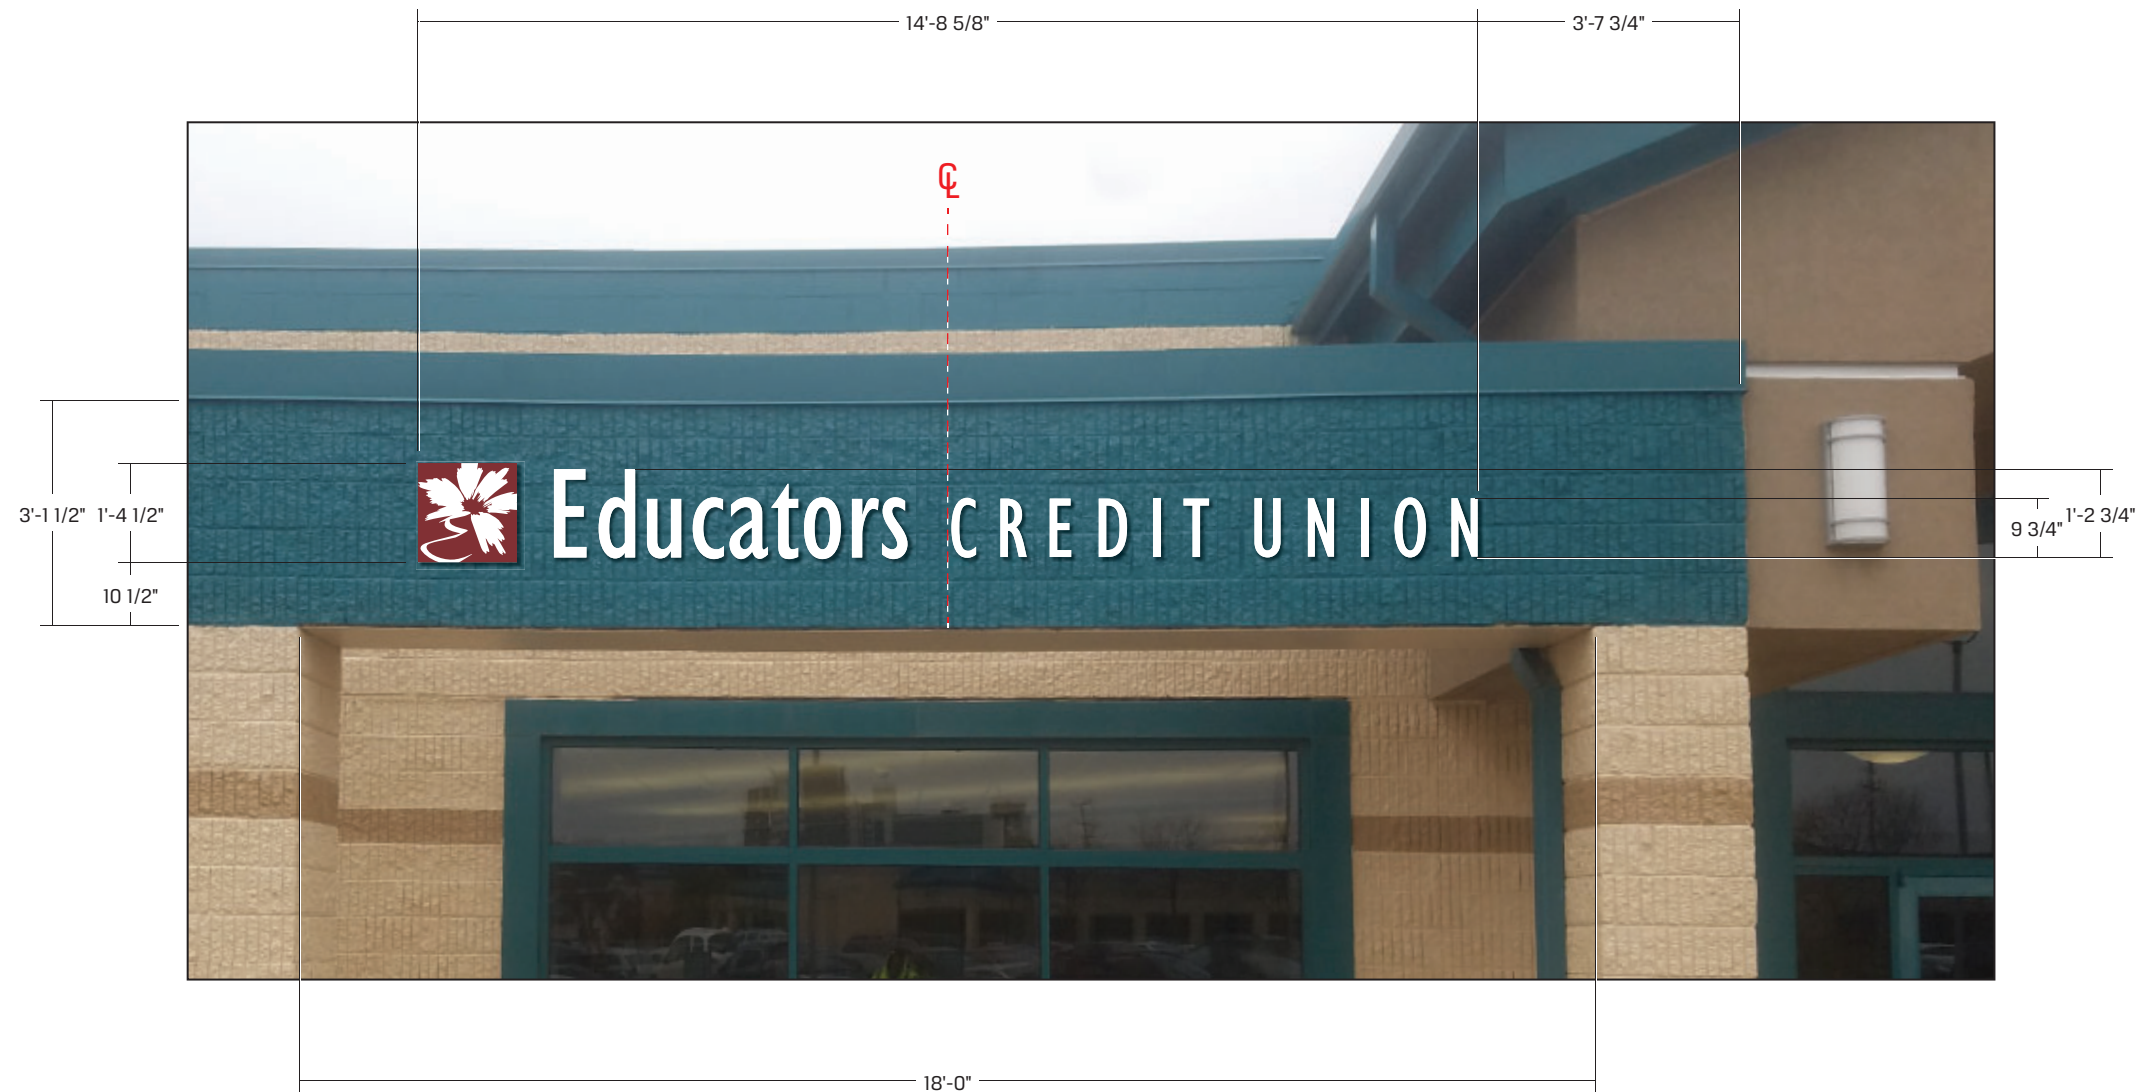 14'-8 5/8" 3'-7 3/4"
℄
3'-1 1/2" 1'-4 1/2"
10 1/2"
Educators CREDIT UNION
9 3/4" 1'-2 3/4"
18'-0"